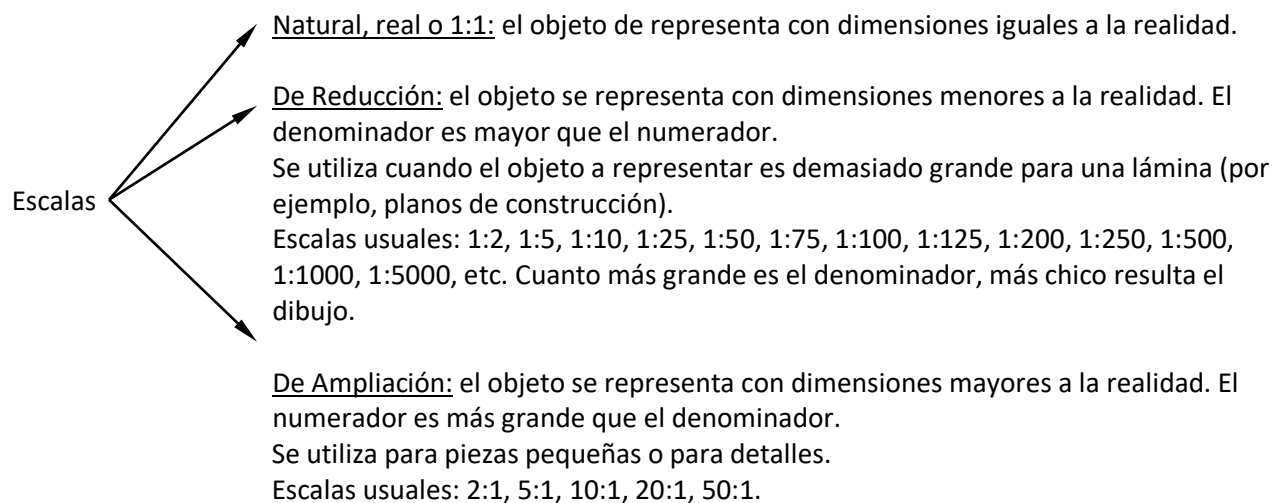 Natural, real o 1:1: el objeto de representa con dimensiones iguales a la realidad.
De Reducción: el objeto se representa con dimensiones menores a la realidad. El
denominador es mayor que el numerador.
Se utiliza cuando el objeto a representar es demasiado grande para una lámina (por
ejemplo, planos de construcción).
Escalas
Escalas usuales: 1:2, 1:5, 1:10, 1:25, 1:50, 1:75, 1:100, 1:125, 1:200, 1:250, 1:500,
1:1000, 1:5000, etc. Cuanto más grande es el denominador, más chico resulta el
dibujo.
De Ampliación: el objeto se representa con dimensiones mayores a la realidad. El
numerador es más grande que el denominador.
Se utiliza para piezas pequeñas o para detalles.
Escalas usuales: 2:1, 5:1, 10:1, 20:1, 50:1.